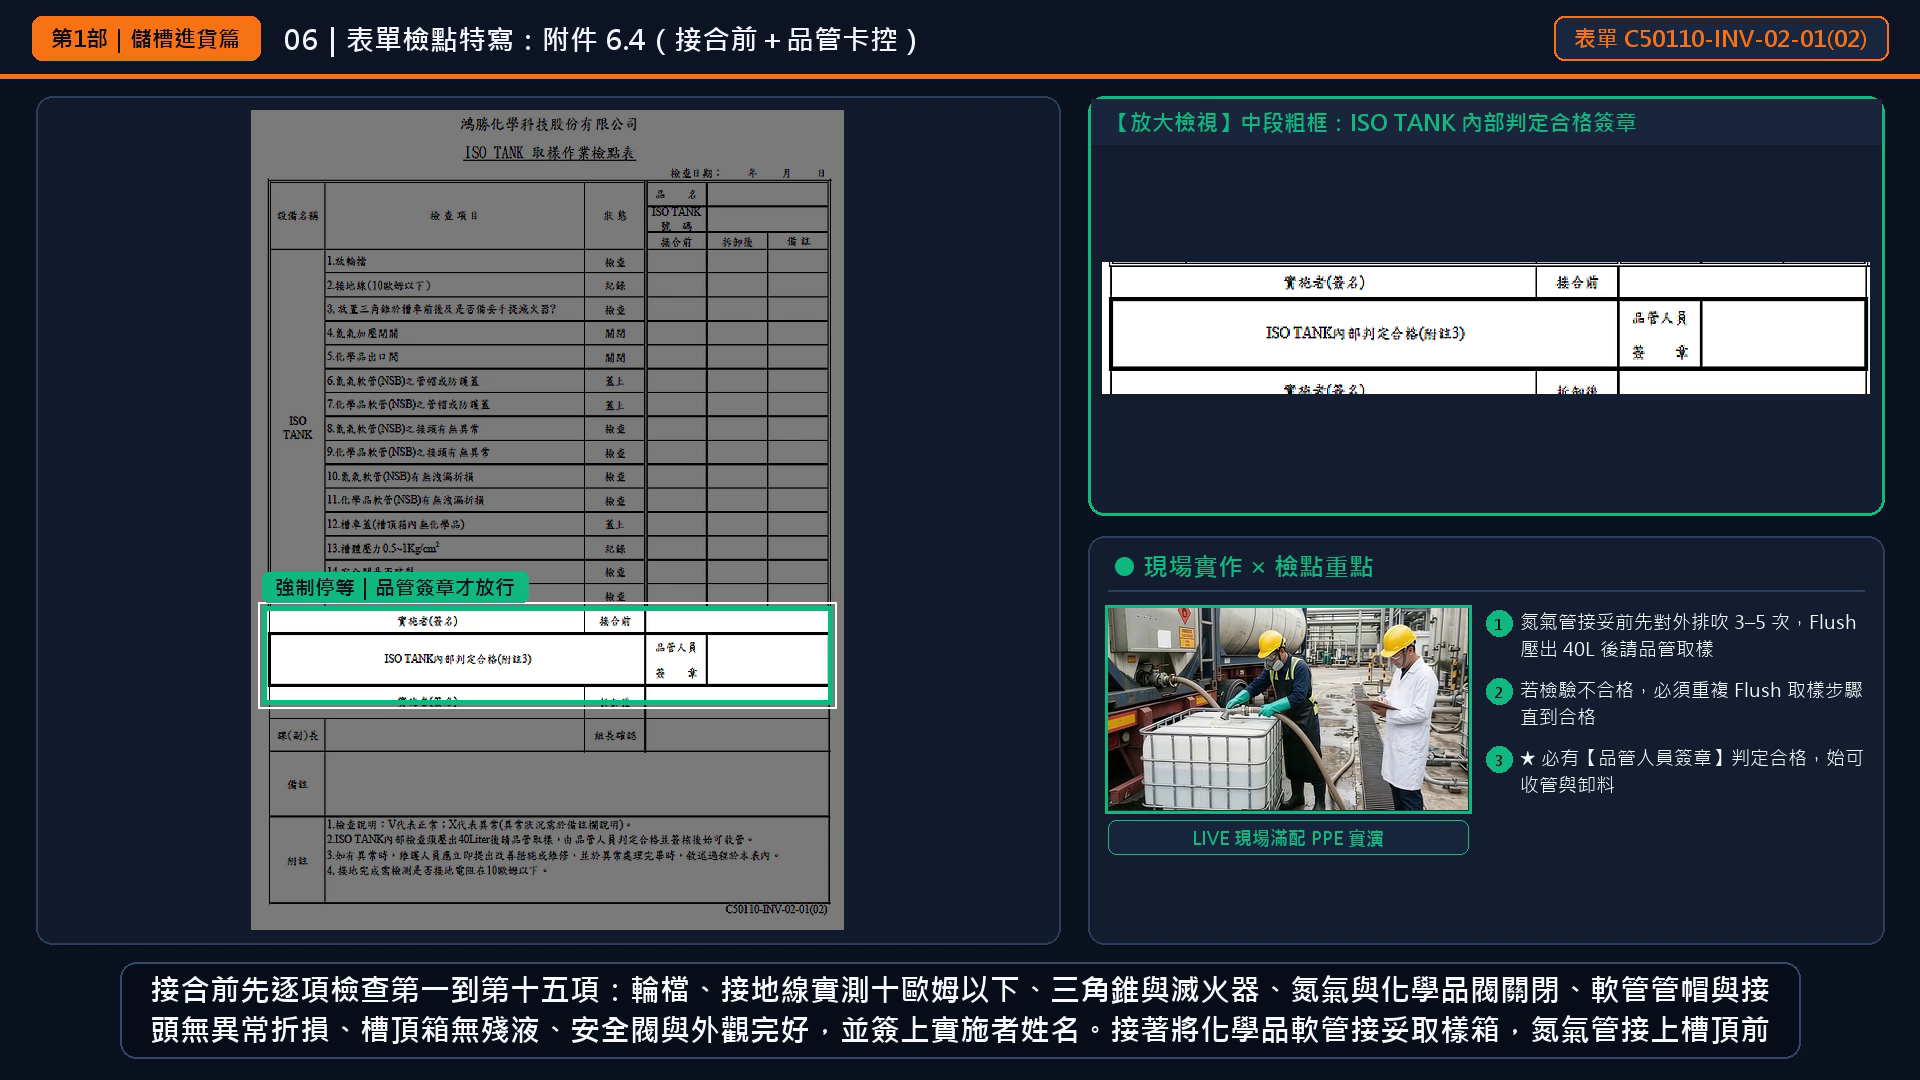 第1部｜儲槽進貨篇
06｜表單檢點特寫：附件 6.4（接合前＋品管卡控）
表單 C50110-INV-02-01(02)
鴻勝化學科技股份有限公司
ISO TANK 取樣作業檢點表
檢查日期： 年 月 日
設備名稱 檢查項目 狀態 品 名
ISO TANK 號 碼
接合前 拆卸後 備註
ISO TANK
1.放輪擋 檢查
2.接地線(10歐姆以下) 紀錄
3.放置三角錐於槽車前後及是否備妥手提滅火器? 檢查
4.氮氣加壓開關 關閉
5.化學品出口閥 關閉
6.氮氣軟管(NSB)之管帽或防護蓋 蓋上
7.化學品軟管(NSB)之管帽或防護蓋 蓋上
8.氮氣軟管(NSB)之接頭有無異常 檢查
9.化學品軟管(NSB)之接頭有無異常 檢查
10.氮氣軟管(NSB)有無洩漏折損 檢查
11.化學品軟管(NSB)有無洩漏折損 檢查
12.槽車蓋(槽頂箱內無化學品) 蓋上
13.槽體壓力0.5~1Kg/cm² 紀錄
檢查
檢查
強制停等｜品管簽章才放行
實施者(簽名) 接合前
ISO TANK內部判定合格(附註3) 品管人員 簽 章
課(副)長 組長確認
備註
附註
1.檢查說明：V代表正常；X代表異常(異常狀況寫於備註欄說明)。
2.ISO TANK內部檢查須壓出40Liter後請品管取樣，由品管人員判定合格並簽核後始可收管。
3.如有異常時，維護人員應立即提出改善措施或維修，並於異常處理完畢時，敘述過程於本表內。
4.接地完成需檢測是否接地電阻在10歐姆以下。
C50110-INV-02-01(02)
【放大檢視】中段粗框：ISO TANK 內部判定合格簽章
實施者(簽名) 接合前
ISO TANK內部判定合格(附註3) 品管人員 簽 章
實施者(簽名) 拆卸後
● 現場實作 × 檢點重點
1 氮氣管接妥前先對外排吹 3–5 次，Flush
壓出 40L 後請品管取樣
2 若檢驗不合格，必須重複 Flush 取樣步驟
直到合格
3 ★ 必有【品管人員簽章】判定合格，始可
收管與卸料
LIVE 現場滿配 PPE 實演
接合前先逐項檢查第一到第十五項：輪檔、接地線實測十歐姆以下、三角錐與滅火器、氮氣與化學品閥關閉、軟管管帽與接
頭無異常折損、槽頂箱無殘液、安全閥與外觀完好，並簽上實施者姓名。接著將化學品軟管接妥取樣箱，氮氣管接上槽頂前